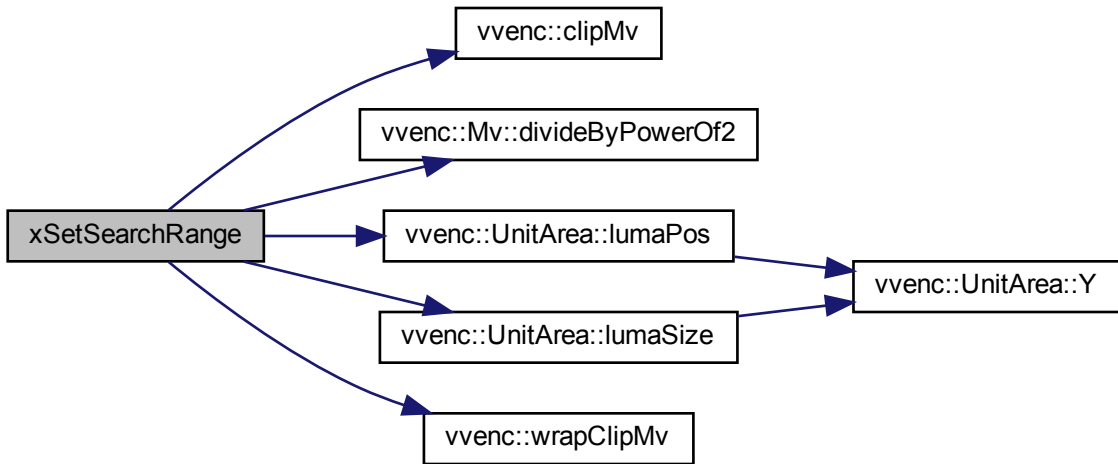 vvenc::clipMv
vvenc::Mv::divideByPowerOf2
xSetSearchRange
vvenc::UnitArea::lumaPos
vvenc::UnitArea::Y
vvenc::UnitArea::lumaSize
vvenc::wrapClipMv